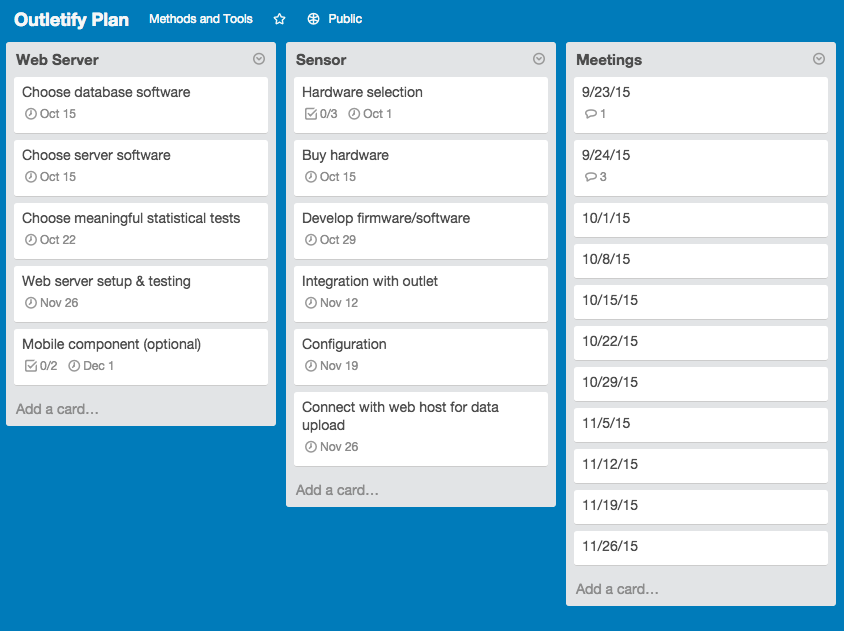 Outletify Plan Methods and Tools Public
Web Server
Choose database software
Oct 15
Choose server software
Oct 15
Choose meaningful statistical tests
Oct 22
Web server setup & testing
Nov 26
Mobile component (optional)
0/2 Dec 1
Add a card…
Sensor
Hardware selection
0/3 Oct 1
Buy hardware
Oct 15
Develop firmware/software
Oct 29
Integration with outlet
Nov 12
Configuration
Nov 19
Connect with web host for data
upload
Nov 26
Add a card…
Meetings
9/23/15
1
9/24/15
3
10/1/15
10/8/15
10/15/15
10/22/15
10/29/15
11/5/15
11/12/15
11/19/15
11/26/15
Add a card…